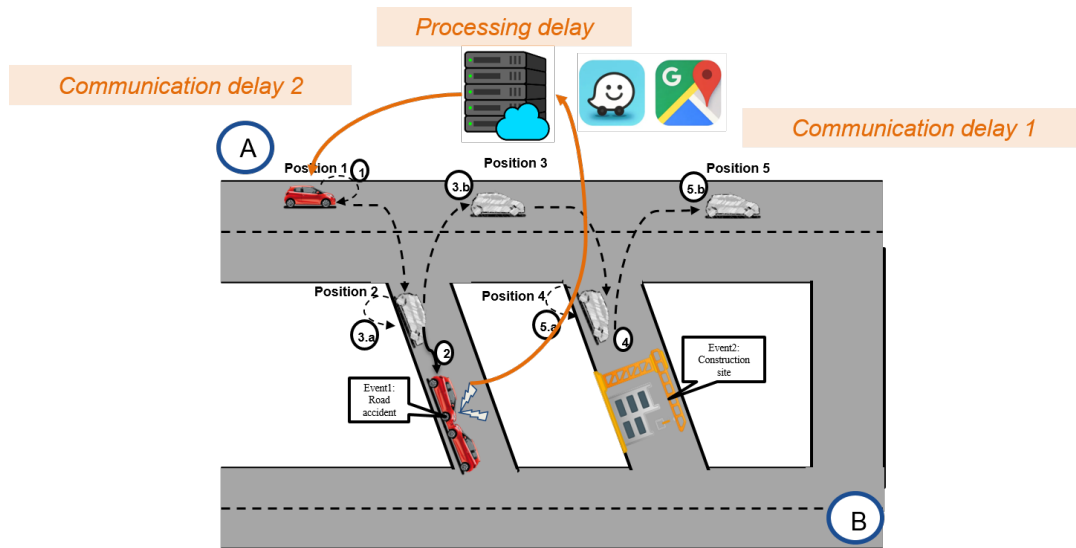 Processing delay
Communication delay 2
Communication delay 1
G
A
Position 1
1
Position 3
3.b
Position 5
5.b
Position 2
3.a
2
Position 4
5.a
4
Event1:
Road
accident
Event2:
Construction
site
B